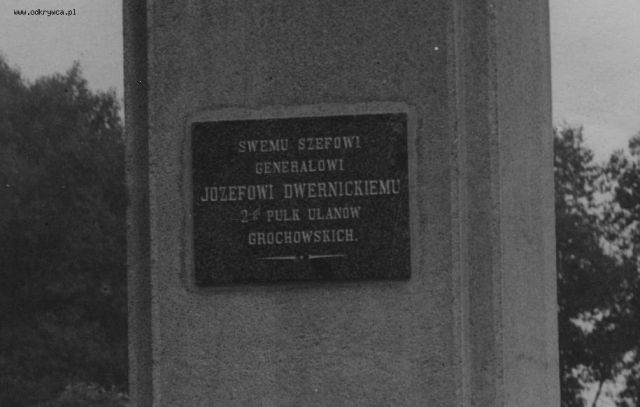 www.odkrywca.pl
SWEMU SZEFOWI
GENERAŁOWI
JÓZEFOWI DWERNICKIEMU
2gi PUŁK UŁANÓW
GROCHOWSKICH.